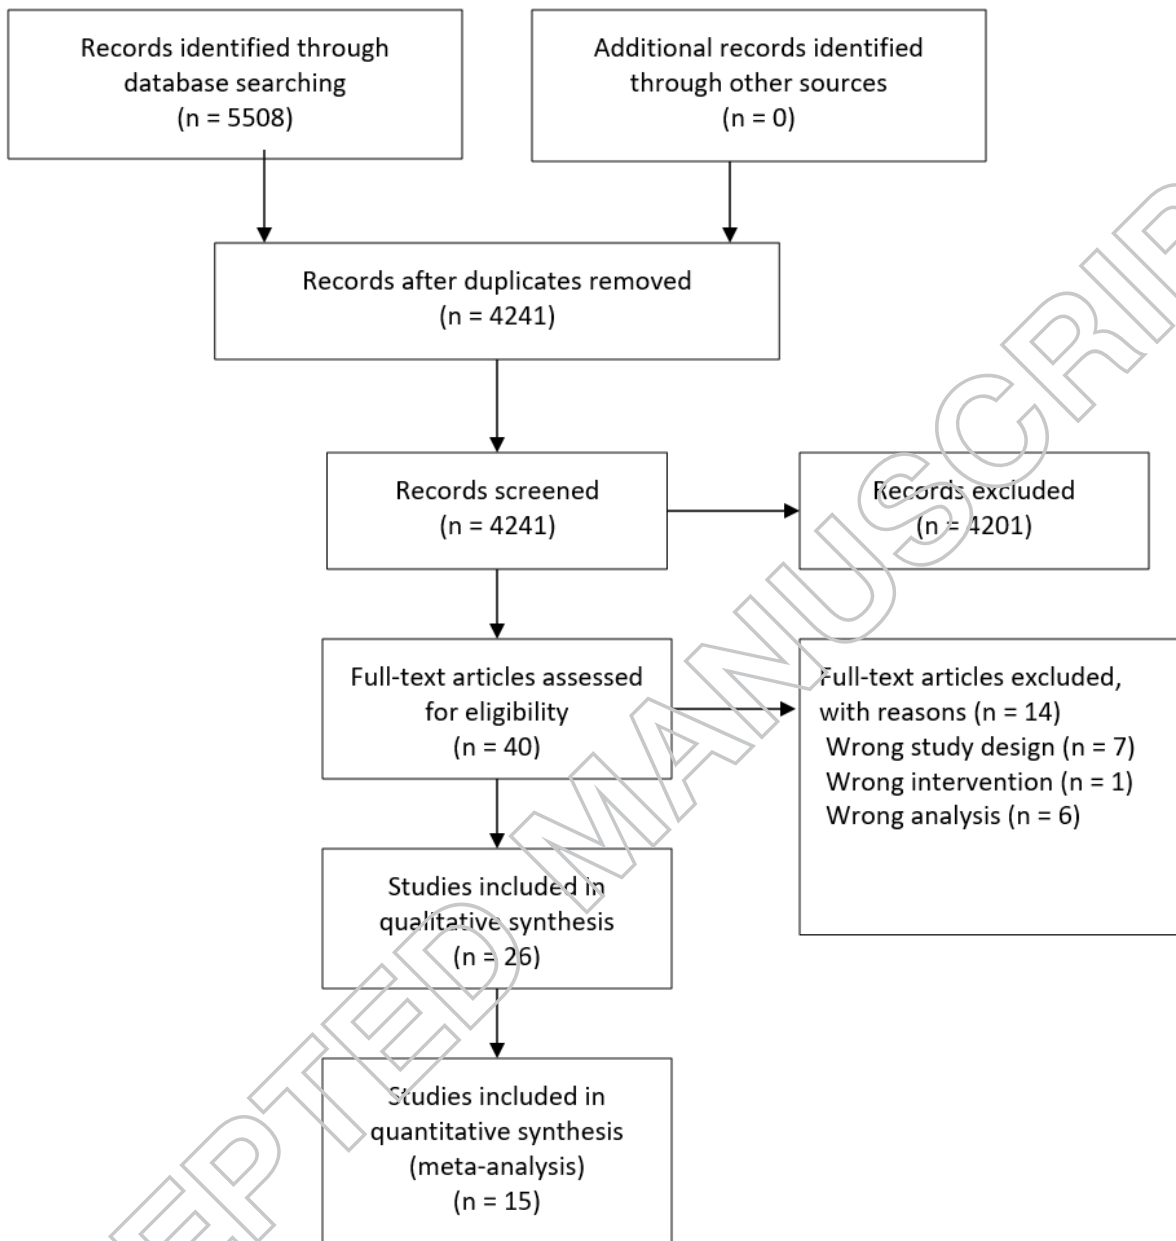 Records identified through
database searching
(n = 5508)
Additional records identified
through other sources
(n = 0)
Records after duplicates removed
(n = 4241)
Records screened
(n = 4241)
Records excluded
(n = 4201)
Full-text articles assessed
for eligibility
(n = 40)
Full-text articles excluded,
with reasons (n = 14)
Wrong study design (n = 7)
Wrong intervention (n = 1)
Wrong analysis (n = 6)
Studies included in
qualitative synthesis
(n = 26)
Studies included in
quantitative synthesis
(meta-analysis)
(n = 15)
EPTED MANUSCRIP